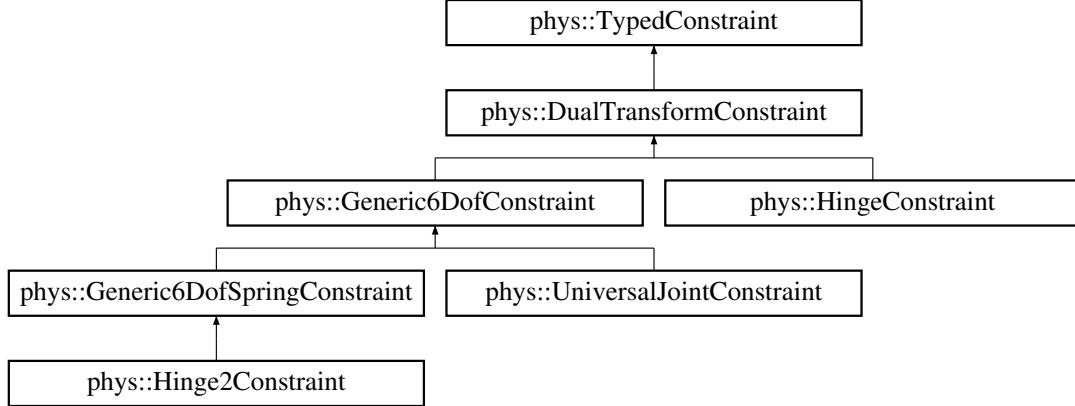 phys::TypedConstraint
phys::DualTransformConstraint
phys::Generic6DofConstraint
phys::HingeConstraint
phys::Generic6DofSpringConstraint
phys::UniversalJointConstraint
phys::Hinge2Constraint